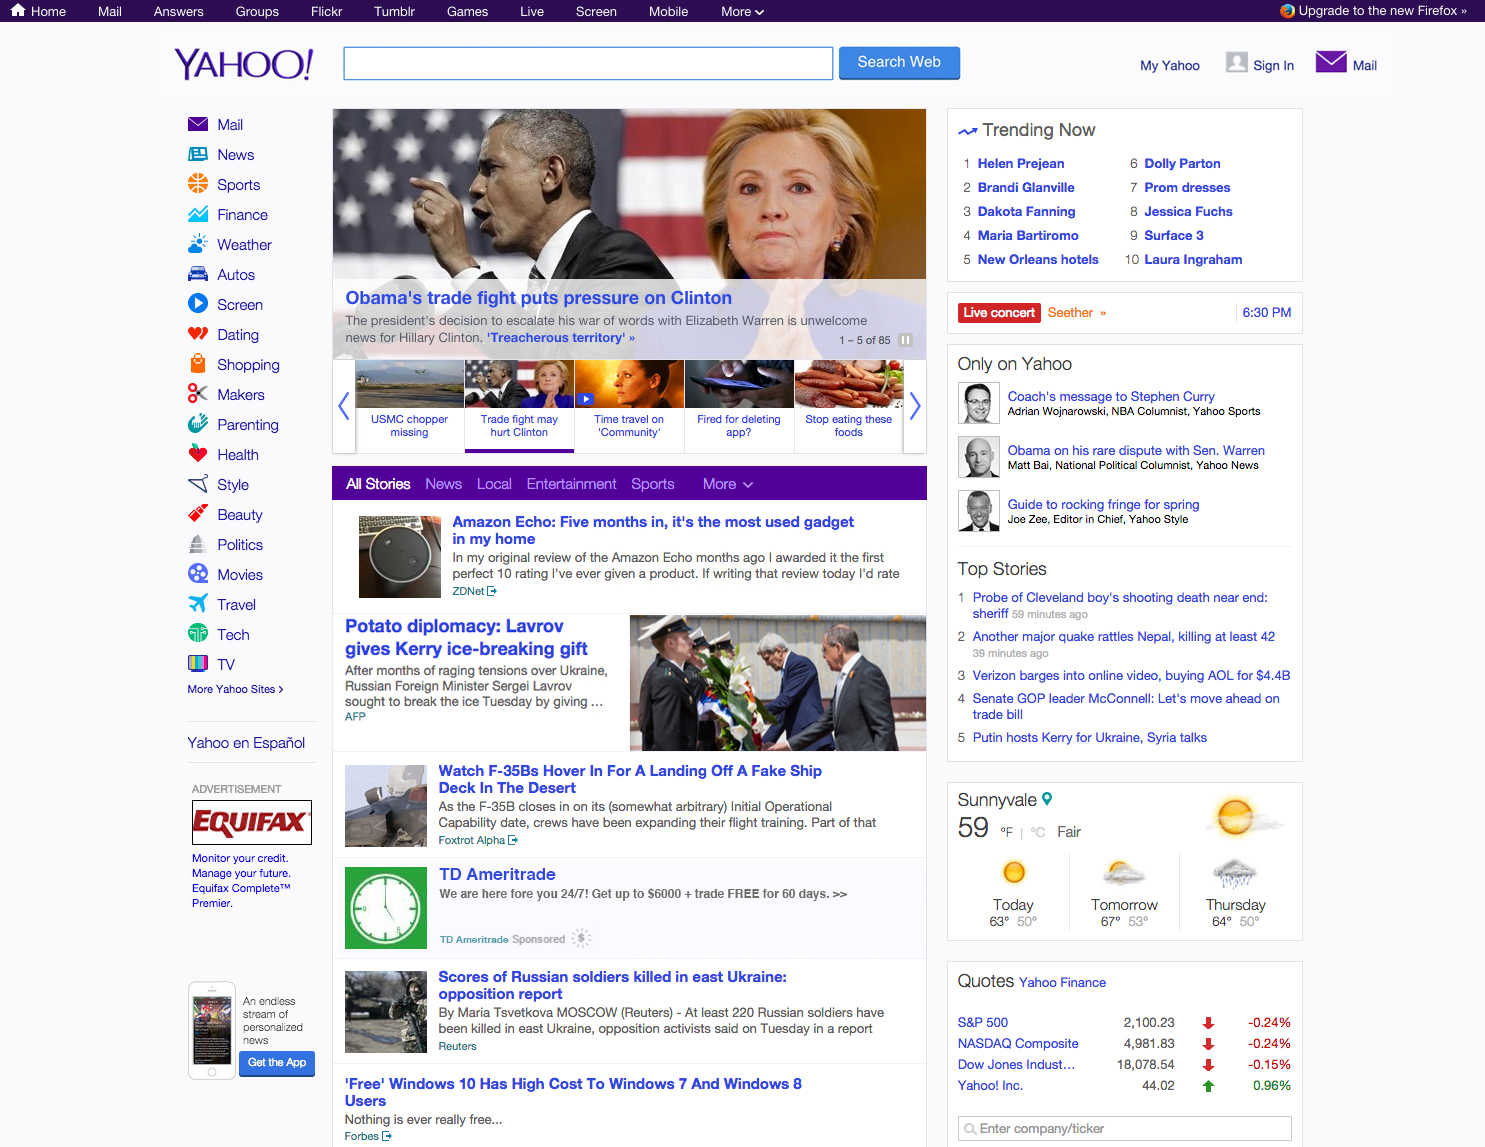 Home Mail Answers Groups Flickr Tumblr Games Live Screen Mobile More
Upgrade to the new Firefox »
YAHOO!
Search Web
My Yahoo
Sign In
Mail
Mail
News
Sports
Finance
Weather
Autos
Screen
Dating
Shopping
Makers
Parenting
Health
Style
Beauty
Politics
Movies
Travel
Tech
TV
More Yahoo Sites ›
Yahoo en Español
ADVERTISEMENT
EQUIFAX
Monitor your credit.
Manage your future.
Equifax Complete™
Premier.
An endless
stream of
personalized
news
Get the App
Obama's trade fight puts pressure on Clinton
The president's decision to escalate his war of words with Elizabeth Warren is unwelcome
news for Hillary Clinton. 'Treacherous territory' »
1 – 5 of 85
USMC chopper
missing
Trade fight may
hurt Clinton
Time travel on
'Community'
Fired for deleting
app?
Stop eating these
foods
All Stories News Local Entertainment Sports More
Amazon Echo: Five months in, it's the most used gadget
in my home
In my original review of the Amazon Echo months ago I awarded it the first
perfect 10 rating I've ever given a product. If writing that review today I'd rate
ZDNet
Potato diplomacy: Lavrov
gives Kerry ice-breaking gift
After months of raging tensions over Ukraine,
Russian Foreign Minister Sergei Lavrov
sought to break the ice Tuesday by giving ...
AFP
Watch F-35Bs Hover In For A Landing Off A Fake Ship
Deck In The Desert
As the F-35B closes in on its (somewhat arbitrary) Initial Operational
Capability date, crews have been expanding their flight training. Part of that
Foxtrot Alpha
TD Ameritrade
We are here fore you 24/7! Get up to $6000 + trade FREE for 60 days. >>
TD Ameritrade Sponsored $
Scores of Russian soldiers killed in east Ukraine:
opposition report
By Maria Tsvetkova MOSCOW (Reuters) - At least 220 Russian soldiers have
been killed in east Ukraine, opposition activists said on Tuesday in a report
Reuters
'Free' Windows 10 Has High Cost To Windows 7 And Windows 8
Users
Nothing is ever really free...
Forbes
Trending Now
1 Helen Prejean
2 Brandi Glanville
3 Dakota Fanning
4 Maria Bartiromo
5 New Orleans hotels
6 Dolly Parton
7 Prom dresses
8 Jessica Fuchs
9 Surface 3
10 Laura Ingraham
Live concert Seether » 6:30 PM
Only on Yahoo
Coach's message to Stephen Curry
Adrian Wojnarowski, NBA Columnist, Yahoo Sports
Obama on his rare dispute with Sen. Warren
Matt Bai, National Political Columnist, Yahoo News
Guide to rocking fringe for spring
Joe Zee, Editor in Chief, Yahoo Style
Top Stories
1 Probe of Cleveland boy's shooting death near end:
sheriff 59 minutes ago
2 Another major quake rattles Nepal, killing at least 42
39 minutes ago
3 Verizon barges into online video, buying AOL for $4.4B
4 Senate GOP leader McConnell: Let's move ahead on
trade bill
5 Putin hosts Kerry for Ukraine, Syria talks
Sunnyvale
59 °F | °C Fair
Today
63° 50°
Tomorrow
67° 53°
Thursday
64° 50°
Quotes Yahoo Finance
S&P 500 2,100.23 -0.24%
NASDAQ Composite 4,981.83 -0.24%
Dow Jones Indust... 18,078.54 -0.15%
Yahoo! Inc. 44.02 0.96%
Enter company/ticker